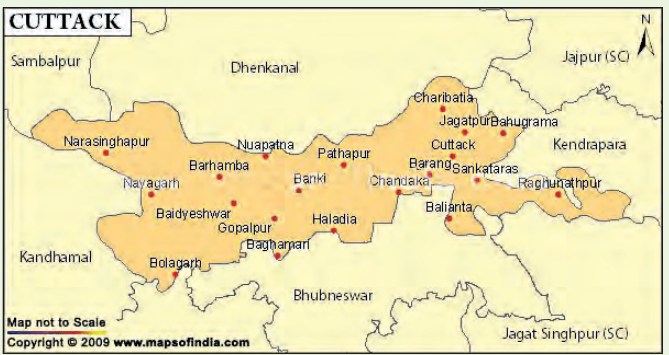 CUTTACK
N
Sambalpur
Dhenkanal
Jajpur (SC)
Charibatia
Jagatpur
Bahugrama
Narasinghapur
Nuapatna
Cuttack
Kendrapara
Pathapur
Barhamba
Barang
Sankataras
Nayagarh
Banki
Chandaka
Raghunathpur
Baidyeshwar
Balianta
Gopalpur
Haladia
Baghamari
Kandhamal
Bolagarh
Bhubneswar
Map not to Scale
Jagat Singhpur (SC)
Copyright © 2009 www.mapsofindia.com